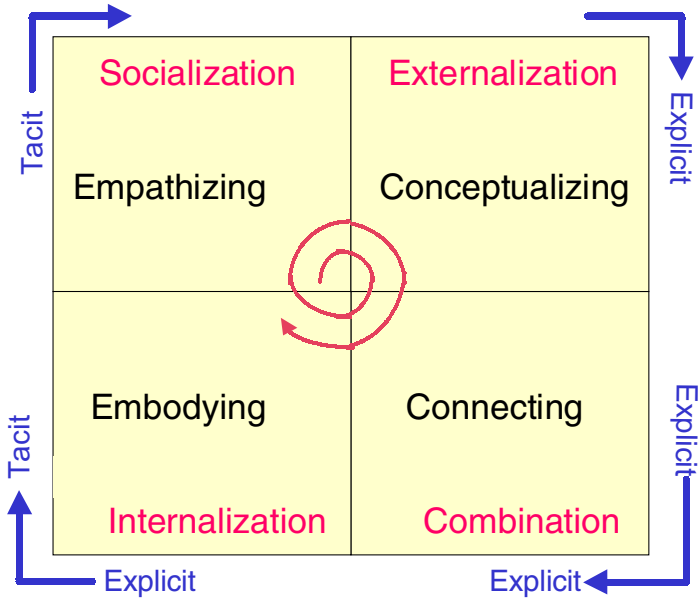 Socialization
Externalization
Tacit
Explicit
Empathizing
Conceptualizing
Embodying
Connecting
Tacit
Explicit
Internalization
Combination
Explicit
Explicit